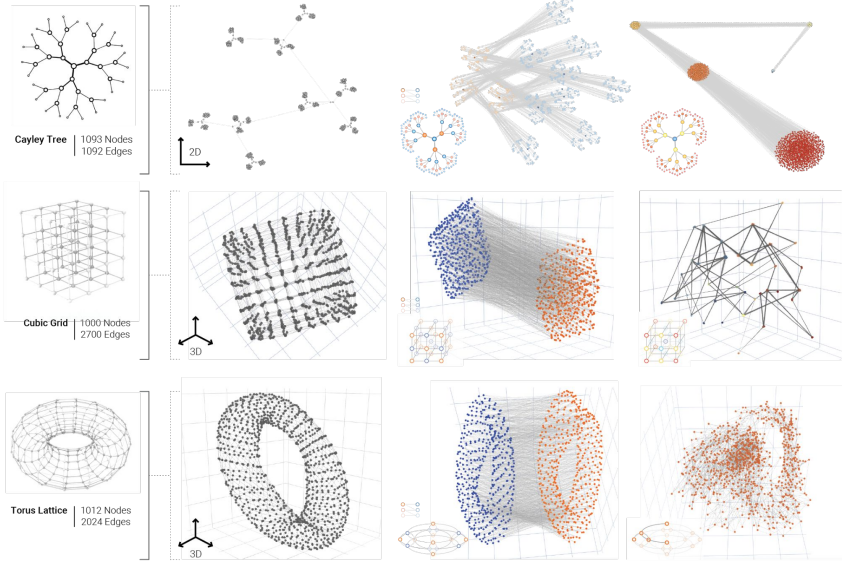 Cayley Tree | 1093 Nodes
1092 Edges
2D
Cubic Grid | 1000 Nodes
2700 Edges
3D
Torus Lattice | 1012 Nodes
2024 Edges
3D